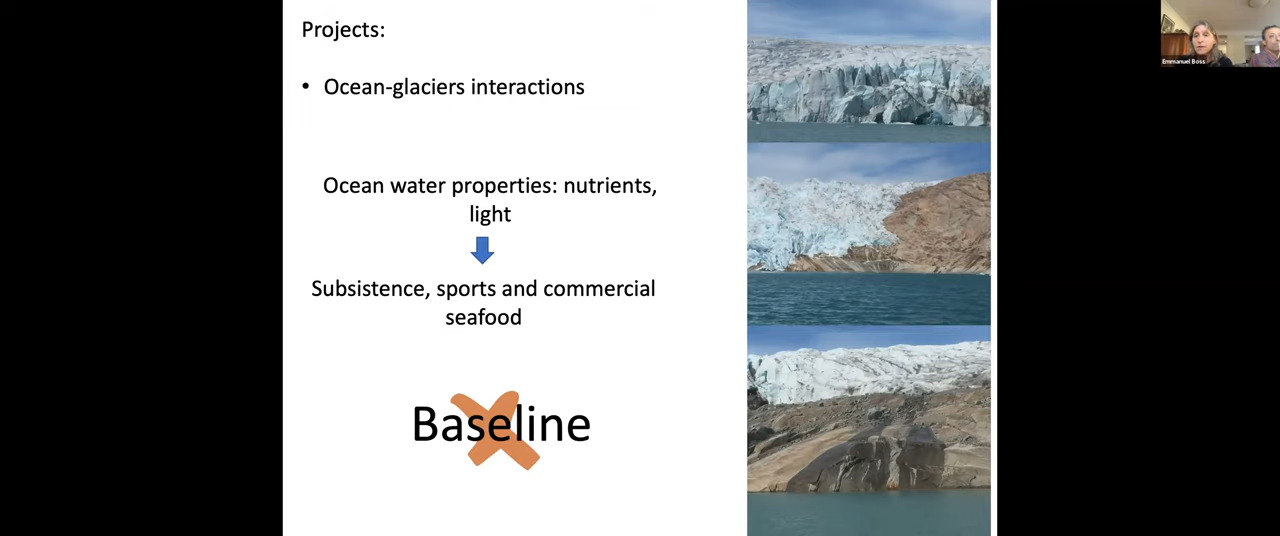 Projects:
• Ocean-glaciers interactions
Ocean water properties: nutrients,
light
Subsistence, sports and commercial
seafood
Baseline
Emmanuel Boss